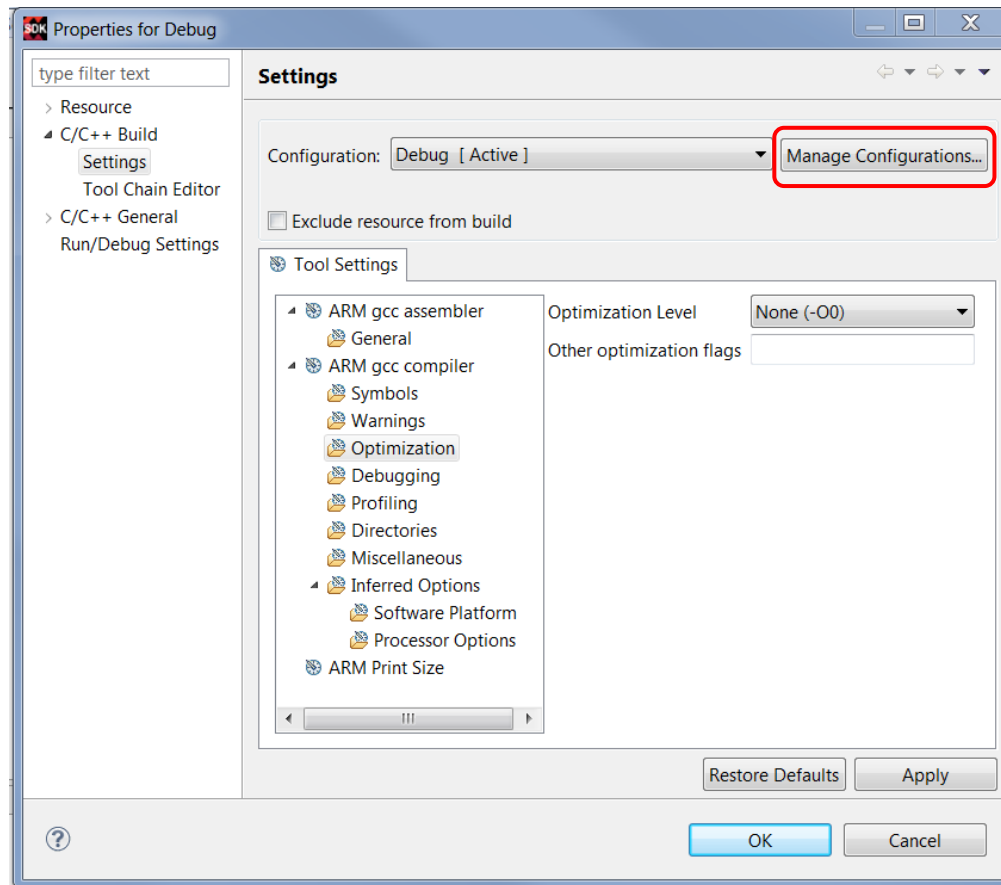 SDK Properties for Debug
type filter text
Settings
Resource
C/C++ Build
Settings
Tool Chain Editor
C/C++ General
Run/Debug Settings
Configuration: Debug [ Active ] Manage Configurations...
Exclude resource from build
Tool Settings
ARM gcc assembler
General
ARM gcc compiler
Symbols
Warnings
Optimization
Debugging
Profiling
Directories
Miscellaneous
Inferred Options
Software Platform
Processor Options
ARM Print Size
Optimization Level None (-O0)
Other optimization flags
Restore Defaults Apply
? OK Cancel